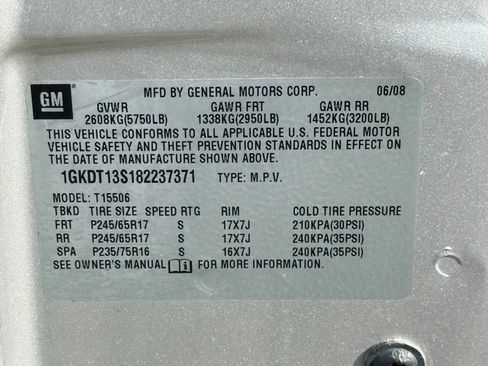 GM
MFD BY GENERAL MOTORS CORP. 06/08
GVWR GAWR FRT GAWR RR
2608KG(5750LB) 1338KG(2950LB) 1452KG(3200LB)
THIS VEHICLE CONFORMS TO ALL APPLICABLE U.S. FEDERAL MOTOR
VEHICLE SAFETY AND THEFT PREVENTION STANDARDS IN EFFECT ON
THE DATE OF MANUFACTURE SHOWN ABOVE.
1GKDT13S182237371 TYPE: M.P.V.
MODEL: T15506
TBKD TIRE SIZE SPEED RTG RIM COLD TIRE PRESSURE
FRT P245/65R17 S 17X7J 210KPA(30PSI)
RR P245/65R17 S 17X7J 240KPA(35PSI)
SPA P235/75R16 S 16X7J 240KPA(35PSI)
SEE OWNER'S MANUAL FOR MORE INFORMATION.